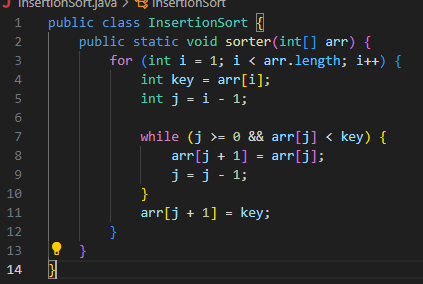 InsertionSort.java > InsertionSort
1 public class InsertionSort {
2 public static void sorter(int[] arr) {
3 for (int i = 1; i < arr.length; i++) {
4 int key = arr[i];
5 int j = i - 1;
6
7 while (j >= 0 && arr[j] < key) {
8 arr[j + 1] = arr[j];
9 j = j - 1;
10 }
11 arr[j + 1] = key;
12 }
13 }
14 }